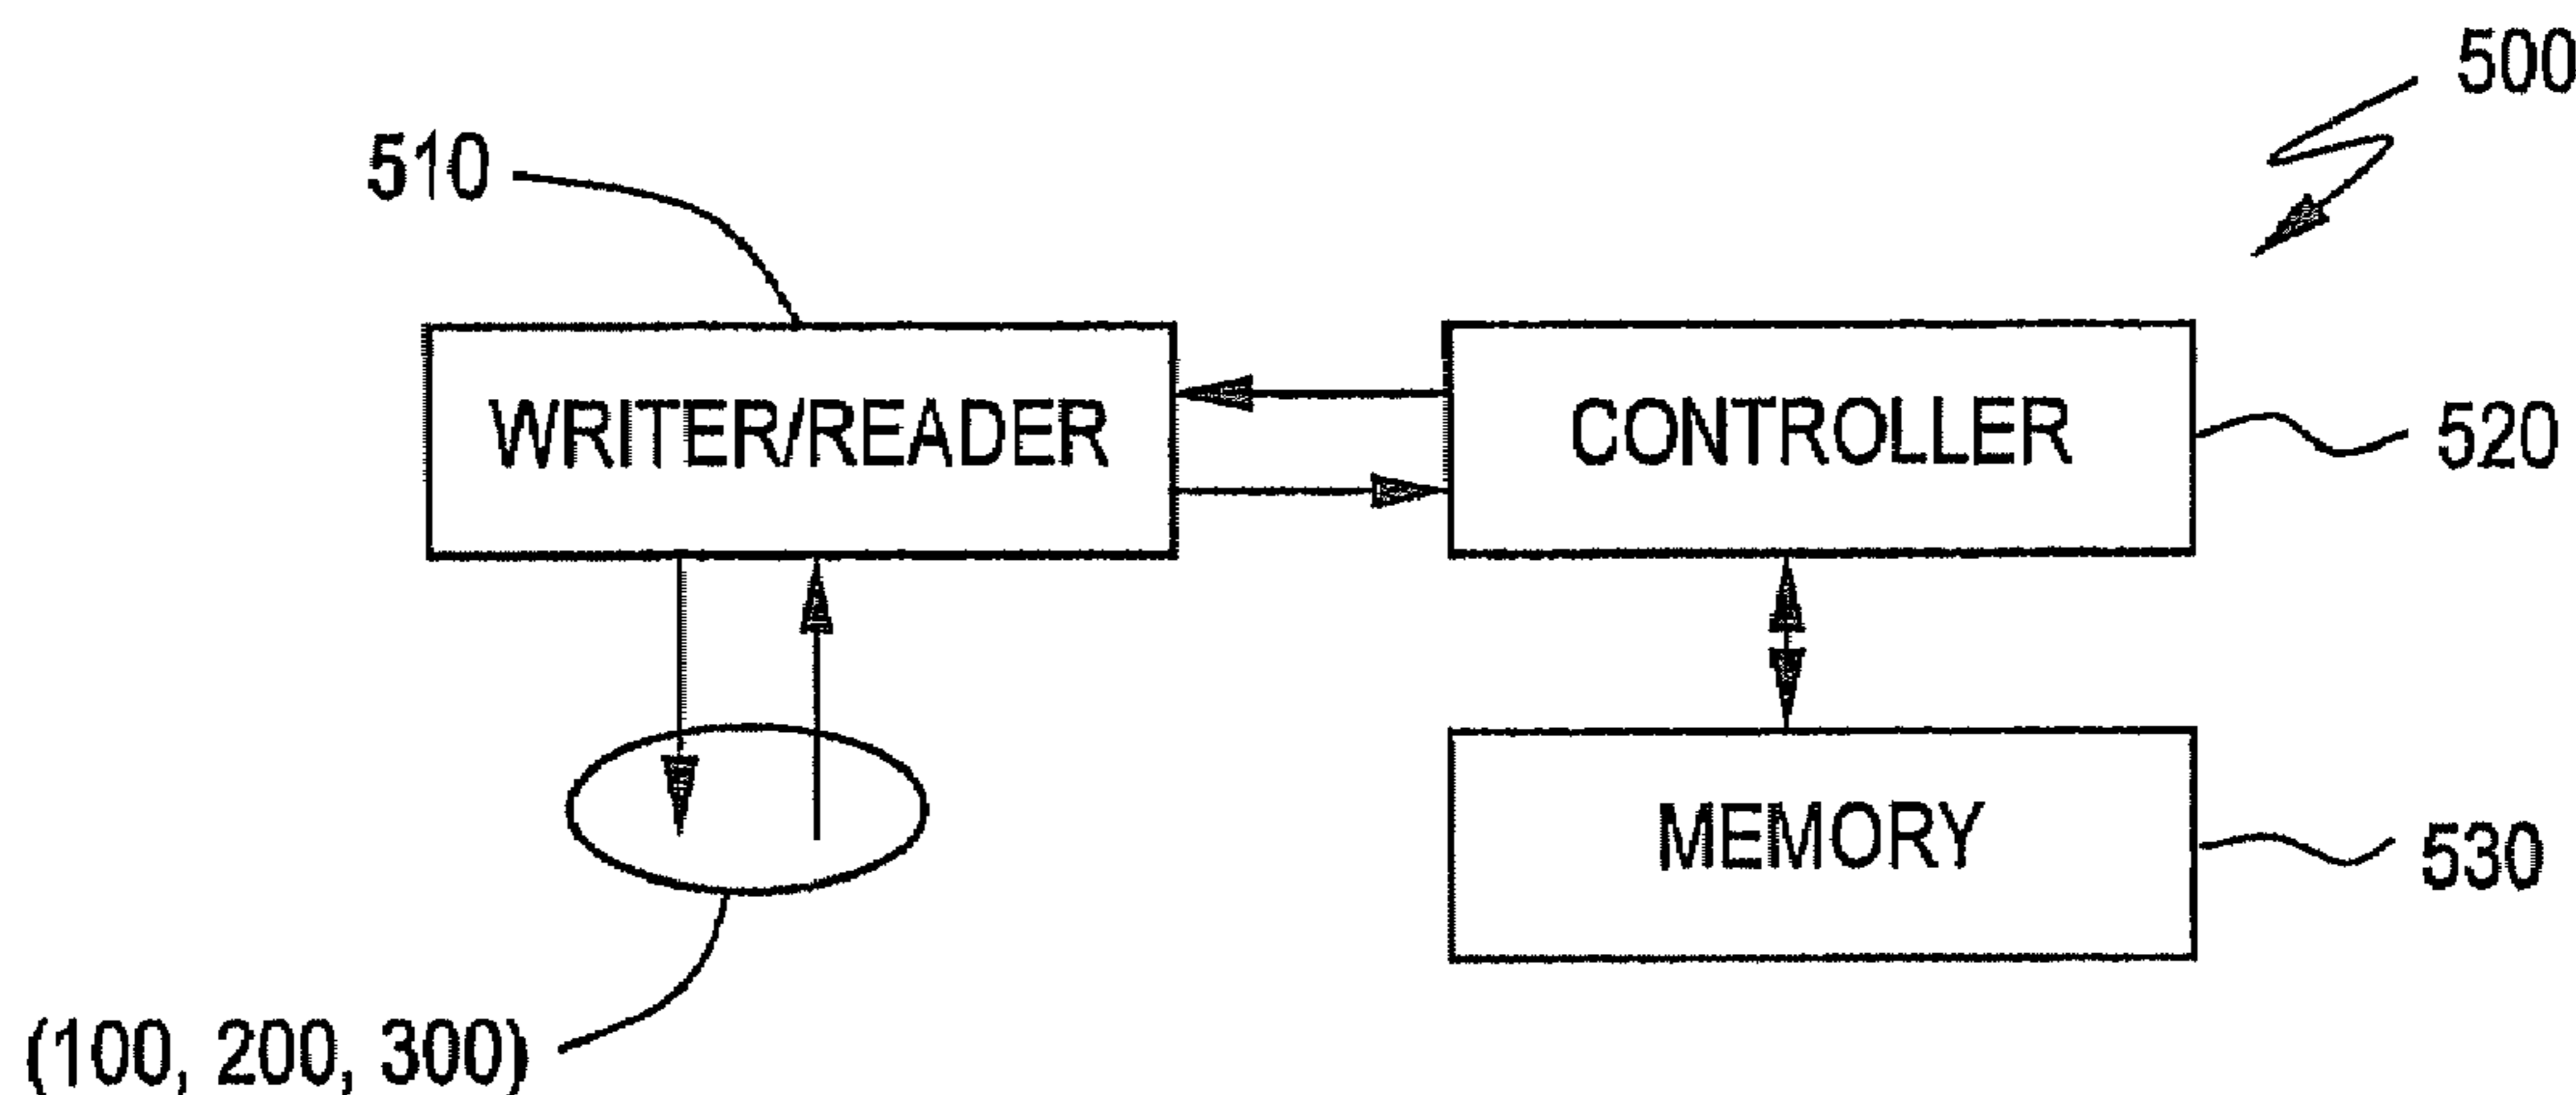 500
510
WRITER/READER
CONTROLLER
520
MEMORY
530
(100, 200, 300)